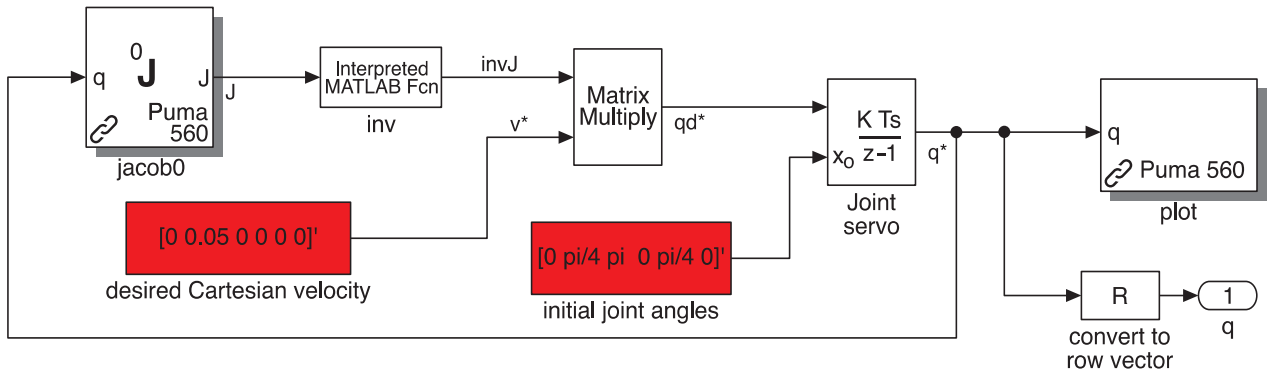 0
J
q
J
J
Puma
560
jacob0
Interpreted
MATLAB Fcn
inv
invJ
v*
Matrix
Multiply
qd*
K Ts
z-1
xo
Joint
servo
q*
q
Puma 560
plot
[0 0.05 0 0 0 0]'
desired Cartesian velocity
[0 pi/4 pi 0 pi/4 0]'
initial joint angles
R
convert to
row vector
1
q